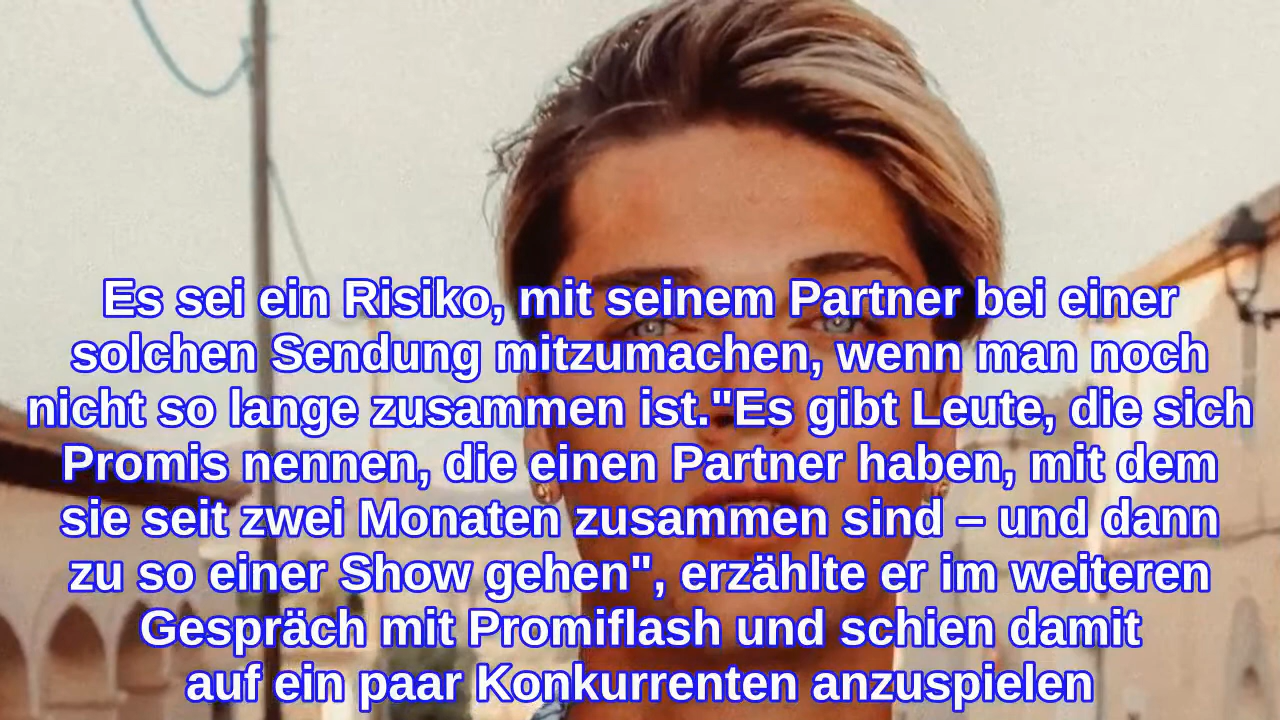 Es sei ein Risiko, mit seinem Partner bei einer
solchen Sendung mitzumachen, wenn man noch
nicht so lange zusammen ist."Es gibt Leute, die sich
Promis nennen, die einen Partner haben, mit dem
sie seit zwei Monaten zusammen sind – und dann
zu so einer Show gehen", erzählte er im weiteren
Gespräch mit Promiflash und schien damit
auf ein paar Konkurrenten anzuspielen